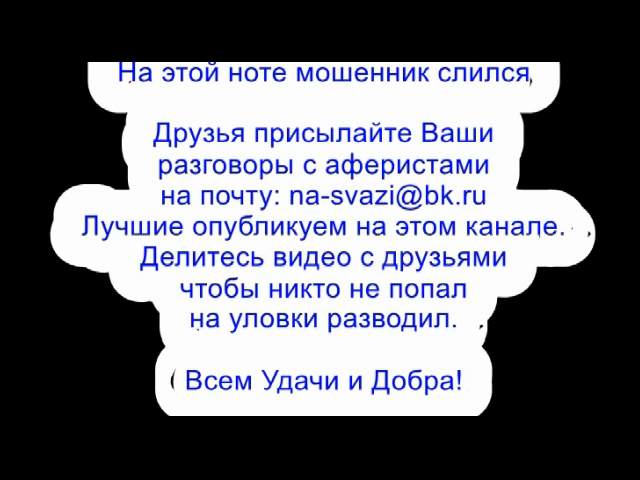 На этой ноте мошенник слился
Друзья присылайте Ваши
разговоры с аферистами
на почту: na-svazi@bk.ru
Лучшие опубликуем на этом канале.
Делитесь видео с друзьями
чтобы никто не попал
на уловки разводил.
Всем Удачи и Добра!